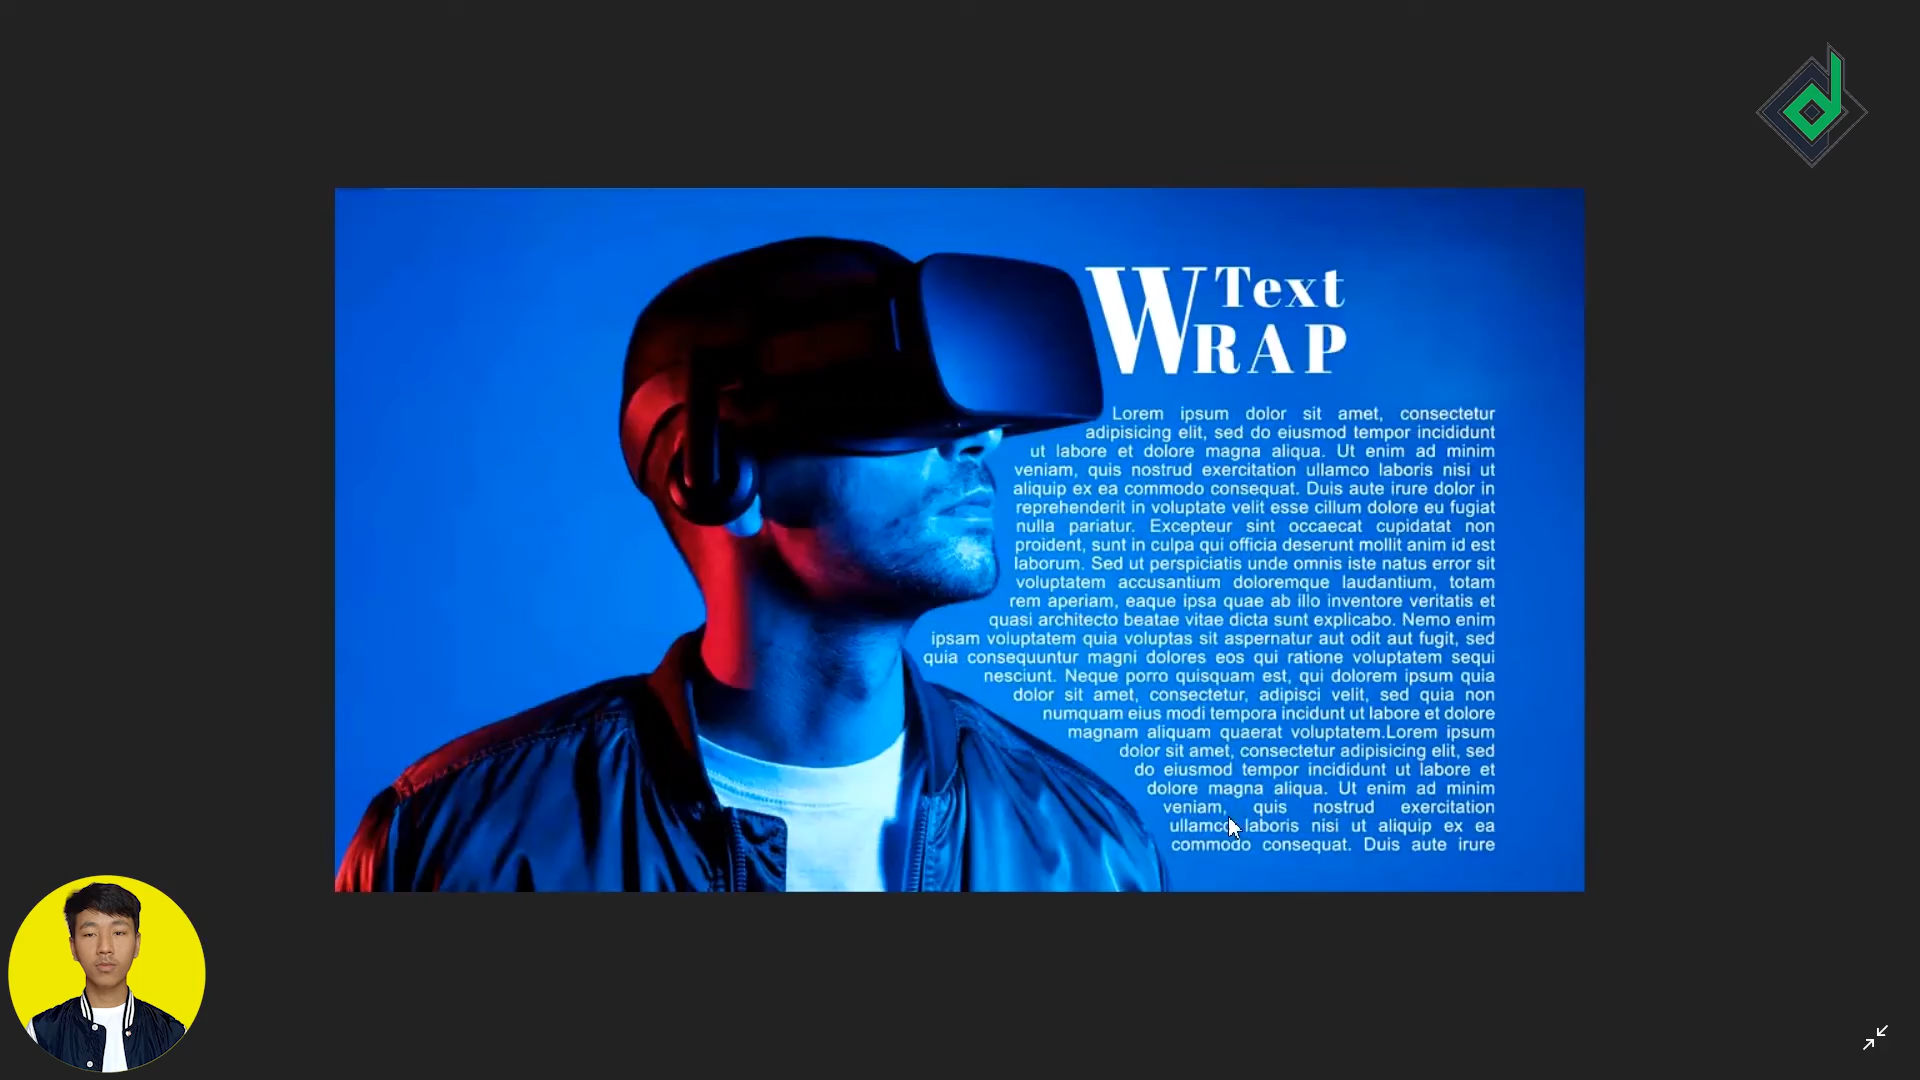 Text
WRAP
Lorem ipsum dolor sit amet, consectetur
adipisicing elit, sed do eiusmod tempor incididunt
ut labore et dolore magna aliqua. Ut enim ad minim
veniam, quis nostrud exercitation ullamco laboris nisi ut
aliquip ex ea commodo consequat. Duis aute irure dolor in
reprehenderit in voluptate velit esse cillum dolore eu fugiat
nulla pariatur. Excepteur sint occaecat cupidatat non
proident, sunt in culpa qui officia deserunt mollit anim id est
laborum. Sed ut perspiciatis unde omnis iste natus error sit
voluptatem accusantium doloremque laudantium, totam
rem aperiam, eaque ipsa quae ab illo inventore veritatis et
quasi architecto beatae vitae dicta sunt explicabo. Nemo enim
ipsam voluptatem quia voluptas sit aspernatur aut odit aut fugit, sed
quia consequuntur magni dolores eos qui ratione voluptatem sequi
nesciunt. Neque porro quisquam est, qui dolorem ipsum quia
dolor sit amet, consectetur, adipisci velit, sed quia non
numquam eius modi tempora incidunt ut labore et dolore
magnam aliquam quaerat voluptatem.Lorem ipsum
dolor sit amet, consectetur adipisicing elit, sed
do eiusmod tempor incididunt ut labore et
dolore magna aliqua. Ut enim ad minim
veniam, quis nostrud exercitation
ullamco laboris nisi ut aliquip ex ea
commodo consequat. Duis aute irure